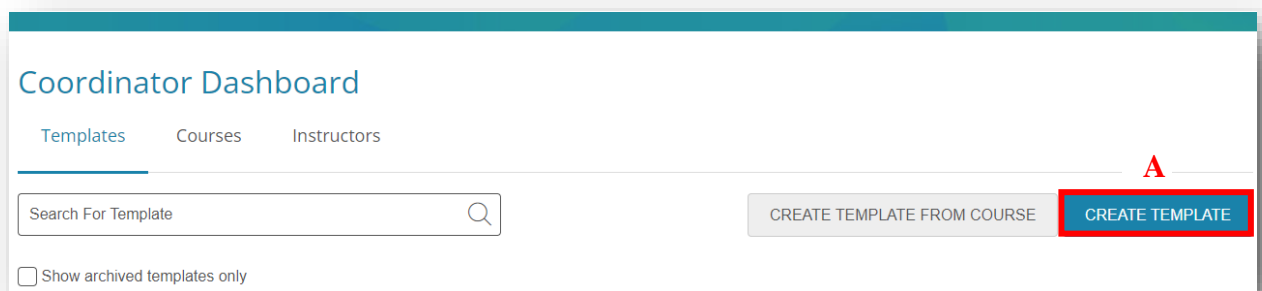 Coordinator Dashboard
Templates Courses Instructors
A
Search For Template CREATE TEMPLATE FROM COURSE CREATE TEMPLATE
Show archived templates only